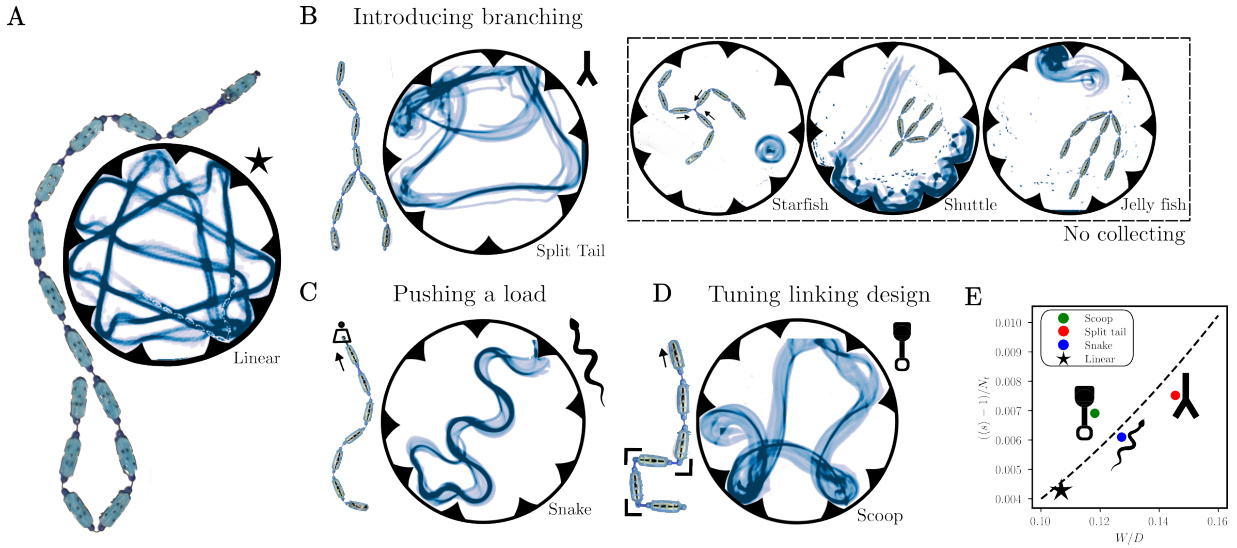 A
Linear
B Introducing branching
Split Tail
Starfish
Shuttle
Jelly fish
No collecting
C Pushing a load
Snake
D Tuning linking design
Scoop
E
Scoop
Split tail
Snake
Linear
(⟨s⟩ − 1)/N_t
0.010
0.009
0.008
0.007
0.006
0.005
0.004
0.10 0.12 0.14 0.16
W/D